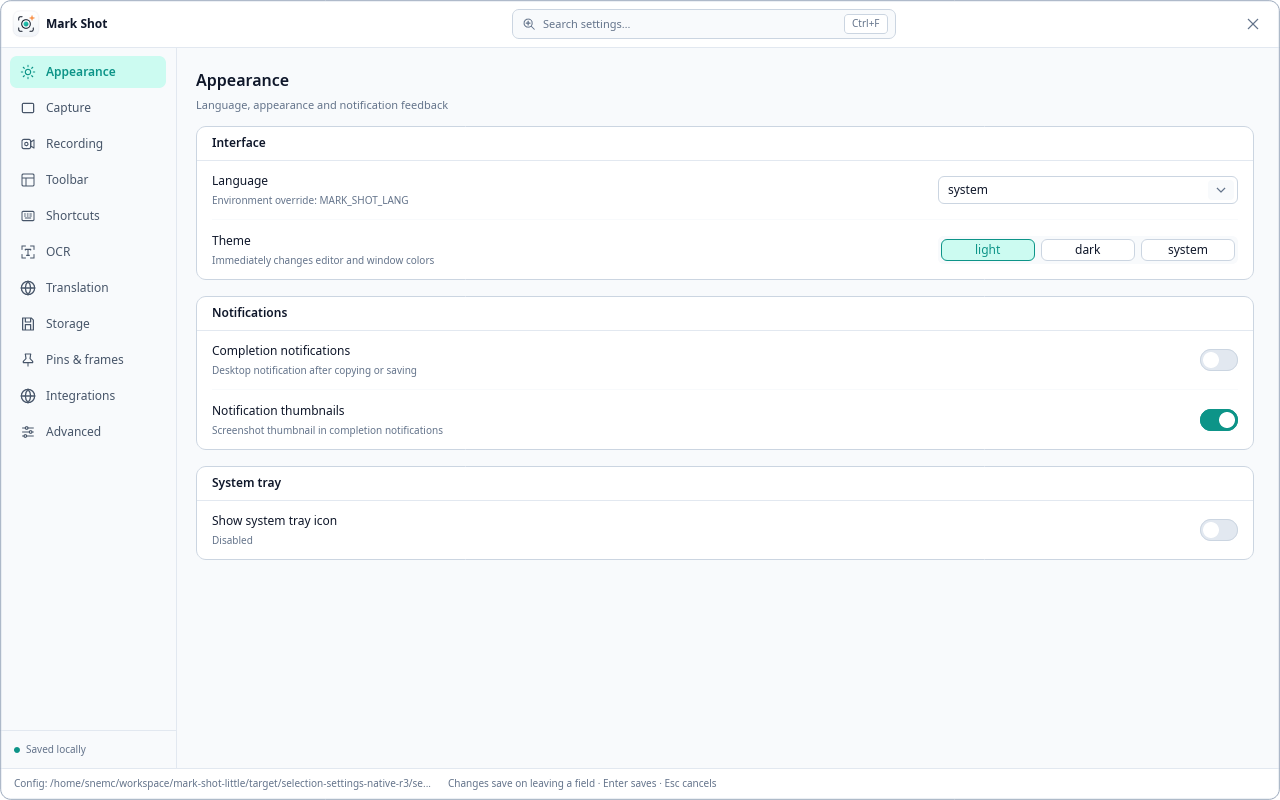 Mark Shot
Search settings...
Ctrl+F
Appearance
Capture
Recording
Toolbar
Shortcuts
OCR
Translation
Storage
Pins & frames
Integrations
Advanced
Saved locally
Appearance
Language, appearance and notification feedback
Interface
Language
Environment override: MARK_SHOT_LANG
system
Theme
Immediately changes editor and window colors
light
dark
system
Notifications
Completion notifications
Desktop notification after copying or saving
Notification thumbnails
Screenshot thumbnail in completion notifications
System tray
Show system tray icon
Disabled
Config: /home/snemc/workspace/mark-shot-little/target/selection-settings-native-r3/se...
Changes save on leaving a field · Enter saves · Esc cancels